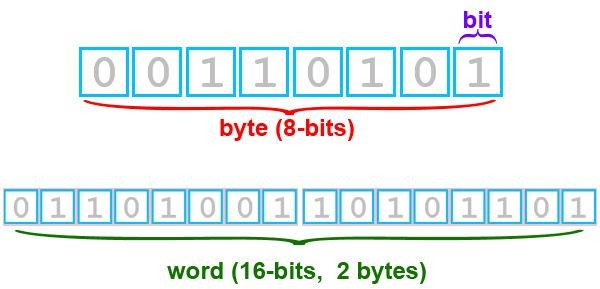 bit
0 0 1 1 0 1 0 1
byte (8-bits)
0 1 1 0 1 0 0 1 1 0 1 0 1 1 0 1
word (16-bits, 2 bytes)